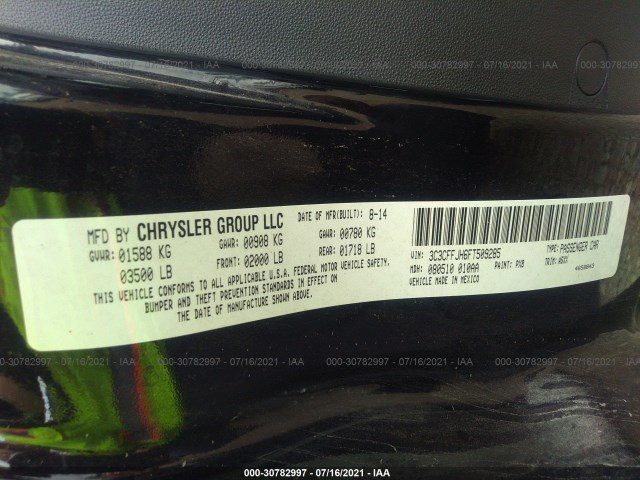 000-30782997 - 07/16/2021 - IAA
MFD BY CHRYSLER GROUP LLC
DATE OF MFR(BUILT): 8-14
GVWR: 01588 KG
GAWR: 00908 KG
GAWR: 00780 KG
03500 LB
FRONT: 02000 LB
REAR: 01718 LB
THIS VEHICLE CONFORMS TO ALL APPLICABLE U.S.A. FEDERAL MOTOR VEHICLE SAFETY,
BUMPER AND THEFT PREVENTION STANDARDS IN EFFECT ON
THE DATE OF MANUFACTURE SHOWN ABOVE.
VIN: 3C3CFFJH6FT509285
TYPE: PASSENGER CAR
MDH: 080510 010AA
PAINT: PXB
TRIM:
VEHICLE MADE IN MEXICO
000-30782997 - 07/16/2021 - IAA
000-30782997 - 07/16/2021 - IAA